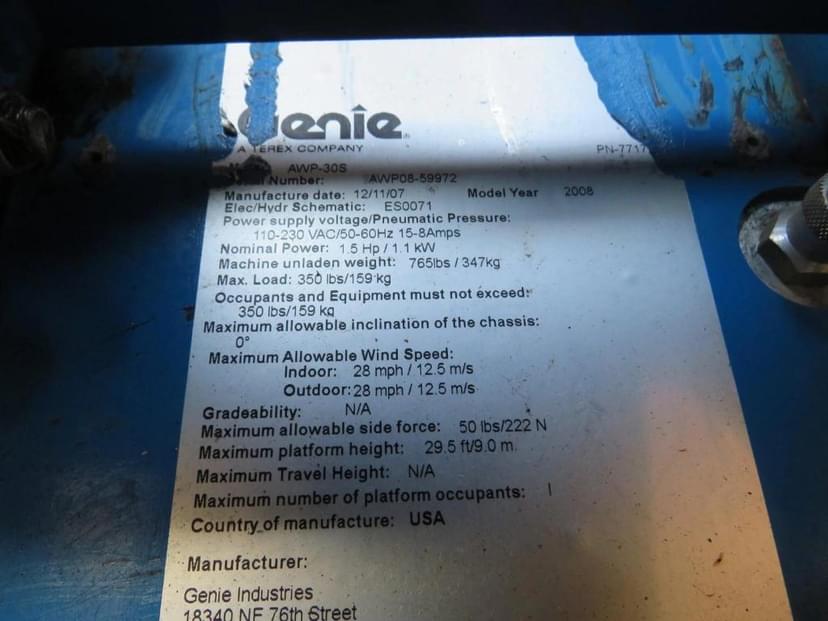 Genie
A TEREX COMPANY
PN-7717
AWP-30S
Number: AWP08-59972
Manufacture date: 12/11/07 Model Year 2008
Elec/Hydr Schematic: ES0071
Power supply voltage/Pneumatic Pressure:
110-230 VAC/50-60Hz 15-8Amps
Nominal Power: 1.5 Hp / 1.1 kW
Machine unladen weight: 765lbs / 347kg
Max. Load: 350 lbs/159 kg
Occupants and Equipment must not exceed:
350 lbs/159 kg
Maximum allowable inclination of the chassis:
0°
Maximum Allowable Wind Speed:
Indoor: 28 mph / 12.5 m/s
Outdoor: 28 mph / 12.5 m/s
Gradeability: N/A
Maximum allowable side force: 50 lbs/222 N
Maximum platform height: 29.5 ft/9.0 m
Maximum Travel Height: N/A
Maximum number of platform occupants: 1
Country of manufacture: USA
Manufacturer:
Genie Industries
18340 NE 76th Street